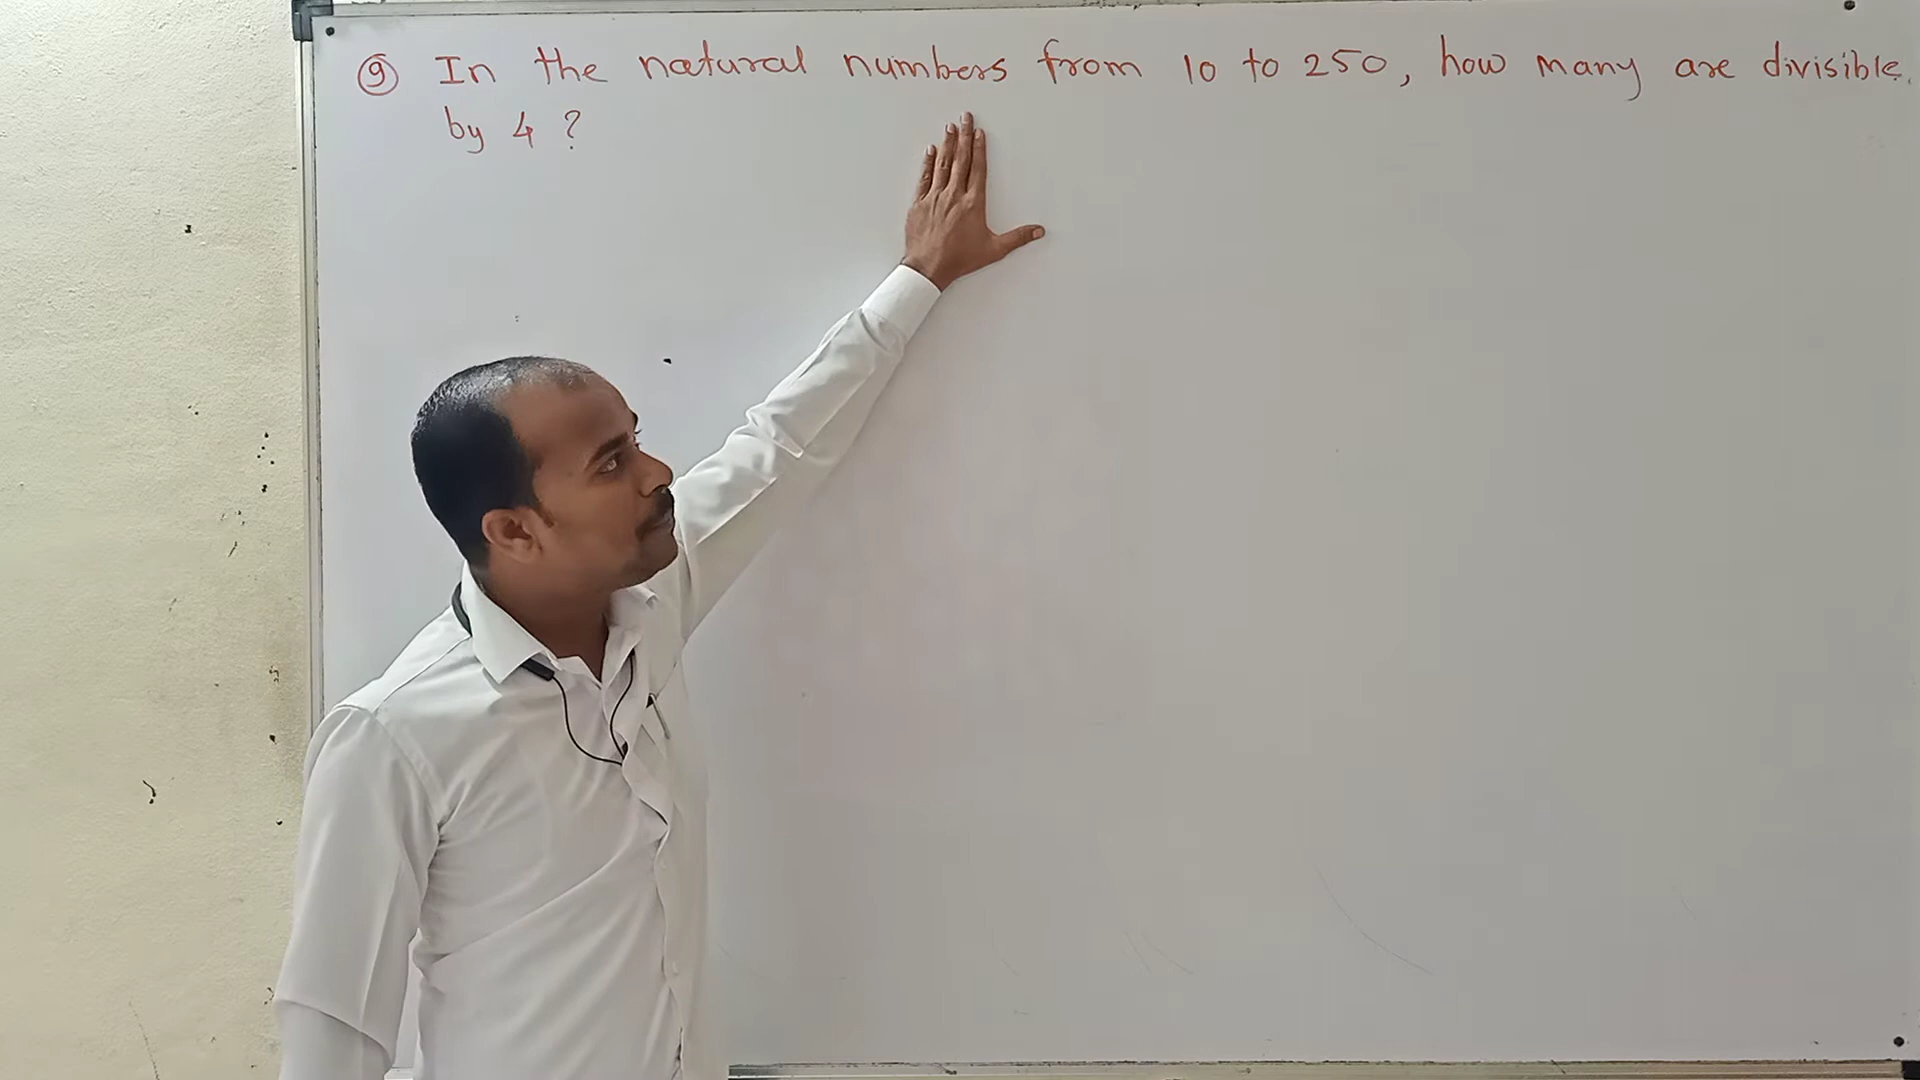 9 In the natural numbers from 10 to 250, how many are divisible
by 4 ?